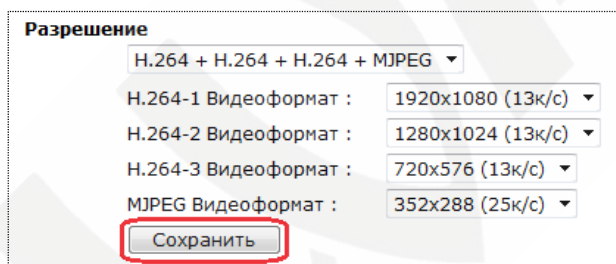 Разрешение
H.264 + H.264 + H.264 + MJPEG
H.264-1 Видеоформат : 1920x1080 (13к/с)
H.264-2 Видеоформат : 1280x1024 (13к/с)
H.264-3 Видеоформат : 720x576 (13к/с)
MJPEG Видеоформат : 352x288 (25к/с)
Сохранить